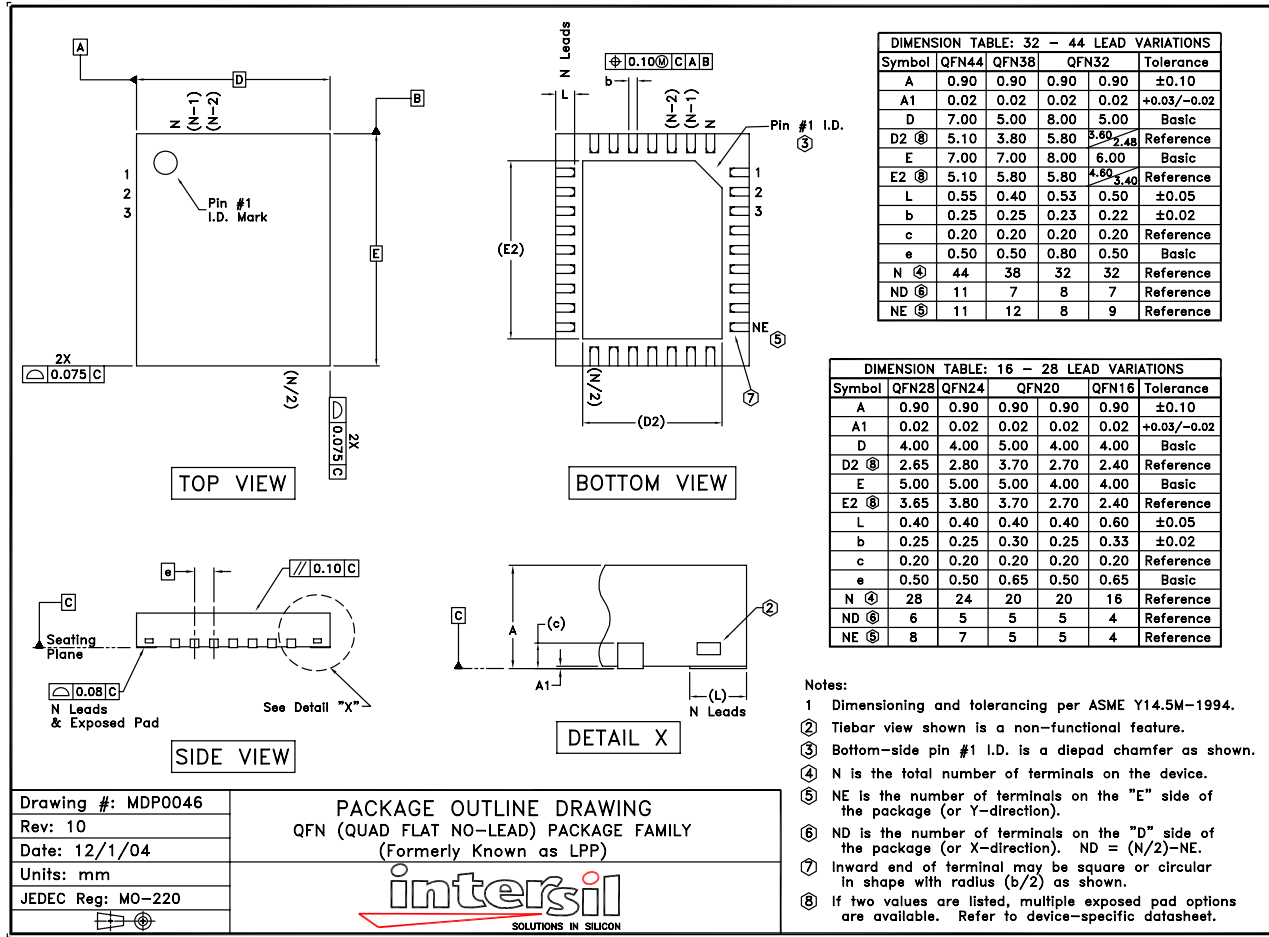 A
D
N
(N-1)
(N-2)
B
1
2
3
Pin #1
I.D. Mark
E
2X
0.075 C
(N/2)
2X
0.075 C
TOP VIEW
N Leads
L
0.10Ⓜ C A B
b
(N-2)
(N-1)
N
Pin #1 I.D.
3
1
2
3
(E2)
NE
5
(N/2)
7
(D2)
BOTTOM VIEW
e
// 0.10 C
C
Seating
Plane
0.08 C
N Leads
& Exposed Pad
See Detail "X"
SIDE VIEW
C
A
(c)
2
A1
(L)
N Leads
DETAIL X
DIMENSION TABLE: 32 - 44 LEAD VARIATIONS
Symbol QFN44 QFN38 QFN32 Tolerance
A 0.90 0.90 0.90 0.90 ±0.10
A1 0.02 0.02 0.02 0.02 +0.03/-0.02
D 7.00 5.00 8.00 5.00 Basic
D2 ⑧ 5.10 3.80 5.80 3.60/2.48 Reference
E 7.00 7.00 8.00 6.00 Basic
E2 ⑧ 5.10 5.80 5.80 4.60/3.40 Reference
L 0.55 0.40 0.53 0.50 ±0.05
b 0.25 0.25 0.23 0.22 ±0.02
c 0.20 0.20 0.20 0.20 Reference
e 0.50 0.50 0.80 0.50 Basic
N ④ 44 38 32 32 Reference
ND ⑥ 11 7 8 7 Reference
NE ⑤ 11 12 8 9 Reference
DIMENSION TABLE: 16 - 28 LEAD VARIATIONS
Symbol QFN28 QFN24 QFN20 QFN16 Tolerance
A 0.90 0.90 0.90 0.90 0.90 ±0.10
A1 0.02 0.02 0.02 0.02 0.02 +0.03/-0.02
D 4.00 4.00 5.00 4.00 4.00 Basic
D2 ⑧ 2.65 2.80 3.70 2.70 2.40 Reference
E 5.00 5.00 5.00 4.00 4.00 Basic
E2 ⑧ 3.65 3.80 3.70 2.70 2.40 Reference
L 0.40 0.40 0.40 0.40 0.60 ±0.05
b 0.25 0.25 0.30 0.25 0.33 ±0.02
c 0.20 0.20 0.20 0.20 0.20 Reference
e 0.50 0.50 0.65 0.50 0.65 Basic
N ④ 28 24 20 20 16 Reference
ND ⑥ 6 5 5 5 4 Reference
NE ⑤ 8 7 5 5 4 Reference
Notes:
1 Dimensioning and tolerancing per ASME Y14.5M-1994.
② Tiebar view shown is a non-functional feature.
③ Bottom-side pin #1 I.D. is a diepad chamfer as shown.
④ N is the total number of terminals on the device.
⑤ NE is the number of terminals on the "E" side of
the package (or Y-direction).
⑥ ND is the number of terminals on the "D" side of
the package (or X-direction). ND = (N/2)-NE.
⑦ Inward end of terminal may be square or circular
in shape with radius (b/2) as shown.
⑧ If two values are listed, multiple exposed pad options
are available. Refer to device-specific datasheet.
Drawing #: MDP0046
Rev: 10
Date: 12/1/04
Units: mm
JEDEC Reg: MO-220
PACKAGE OUTLINE DRAWING
QFN (QUAD FLAT NO-LEAD) PACKAGE FAMILY
(Formerly Known as LPP)
intersil
SOLUTIONS IN SILICON